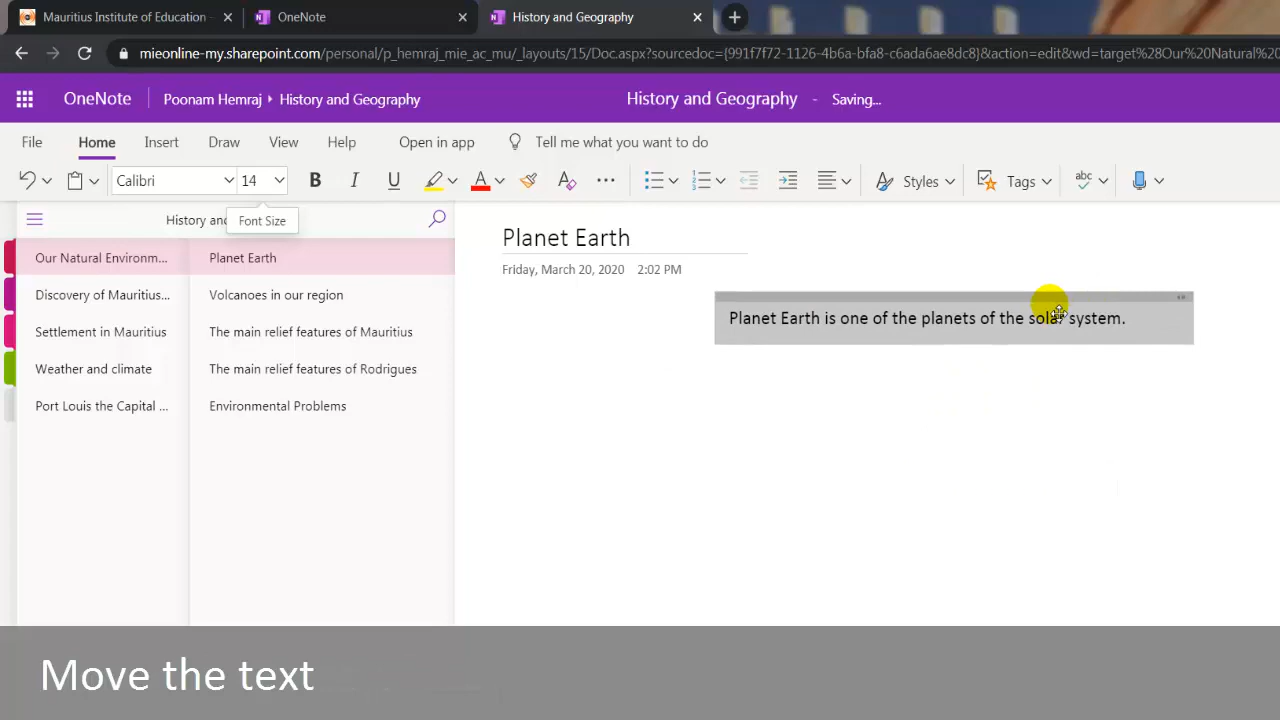 Mauritius Institute of Education -
OneNote
History and Geography
mieonline-my.sharepoint.com/personal/p_hemraj_mie_ac_mu/_layouts/15/Doc.aspx?sourcedoc={991f7f72-1126-4b6a-bfa8-c6ada6ae8dc8}&action=edit&wd=target%28Our%20Natural%20
OneNote
Poonam Hemraj
History and Geography
History and Geography - Saving...
File
Home
Insert
Draw
View
Help
Open in app
Tell me what you want to do
Calibri
14
B
I
U
A
A
...
Styles
Tags
abc
History and
Font Size
Our Natural Environm...
Discovery of Mauritius...
Settlement in Mauritius
Weather and climate
Port Louis the Capital ...
Planet Earth
Volcanoes in our region
The main relief features of Mauritius
The main relief features of Rodrigues
Environmental Problems
Planet Earth
Friday, March 20, 2020 2:02 PM
Planet Earth is one of the planets of the solar system.
Move the text